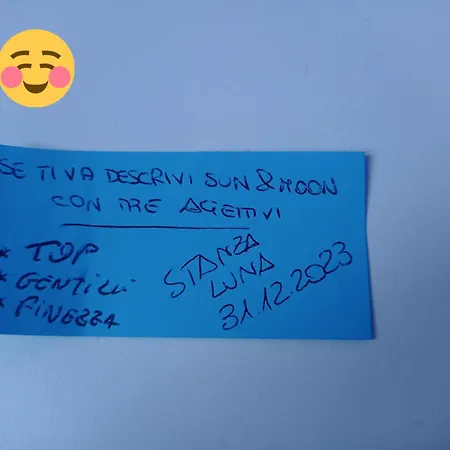 SE TI VA DESCRIVI SUN & MOON
CON TRE AGETTIVI
* TOP
* GENTILI
* FINEZZA
STANZA
LUNA
31.12.2023